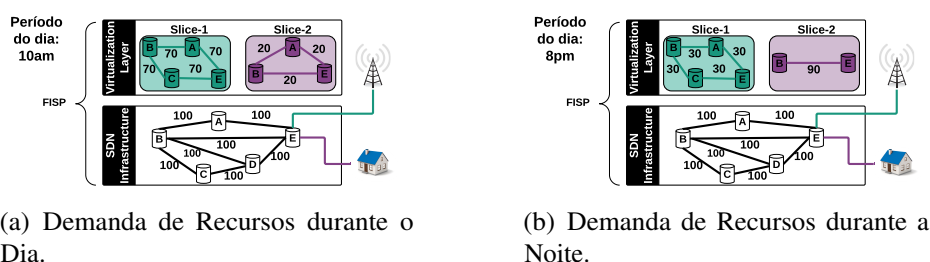 Período
do dia:
10am
FISP
Virtualization
Layer
Slice-1
Slice-2
B
A
C
E
70
70
70
70
A
B
E
20
20
20
SDN
Infrastructure
A
B
C
D
E
100
100
100
100
100
100
100
(a) Demanda de Recursos durante o
Dia.
Período
do dia:
8pm
FISP
Virtualization
Layer
Slice-1
Slice-2
B
A
C
E
30
30
30
30
B
E
90
SDN
Infrastructure
A
B
C
D
E
100
100
100
100
100
100
100
(b) Demanda de Recursos durante a
Noite.